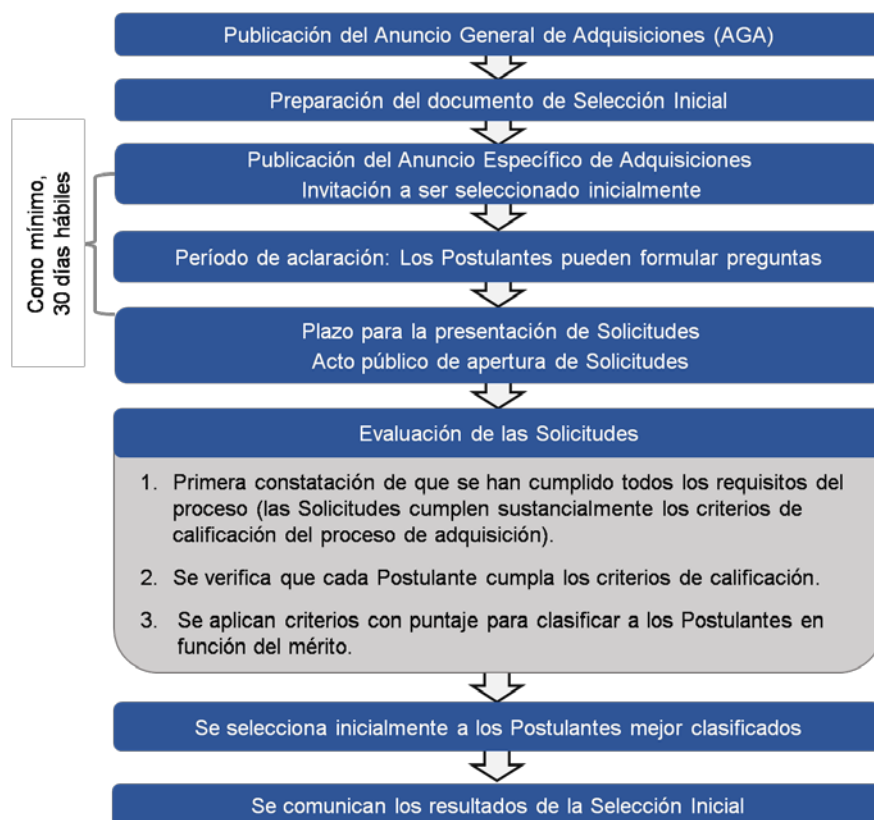 Publicación del Anuncio General de Adquisiciones (AGA)
Preparación del documento de Selección Inicial
Como mínimo,
30 días hábiles
Publicación del Anuncio Específico de Adquisiciones
Invitación a ser seleccionado inicialmente
Período de aclaración: Los Postulantes pueden formular preguntas
Plazo para la presentación de Solicitudes
Acto público de apertura de Solicitudes
Evaluación de las Solicitudes
1. Primera constatación de que se han cumplido todos los requisitos del
proceso (las Solicitudes cumplen sustancialmente los criterios de
calificación del proceso de adquisición).
2. Se verifica que cada Postulante cumpla los criterios de calificación.
3. Se aplican criterios con puntaje para clasificar a los Postulantes en
función del mérito.
Se selecciona inicialmente a los Postulantes mejor clasificados
Se comunican los resultados de la Selección Inicial